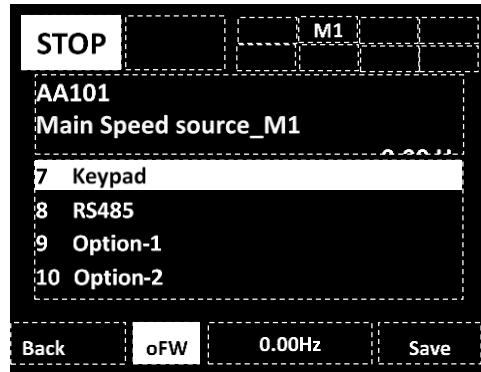 STOP
M1
AA101
Main Speed source_M1
7 Keypad
8 RS485
9 Option-1
10 Option-2
Back oFW 0.00Hz Save